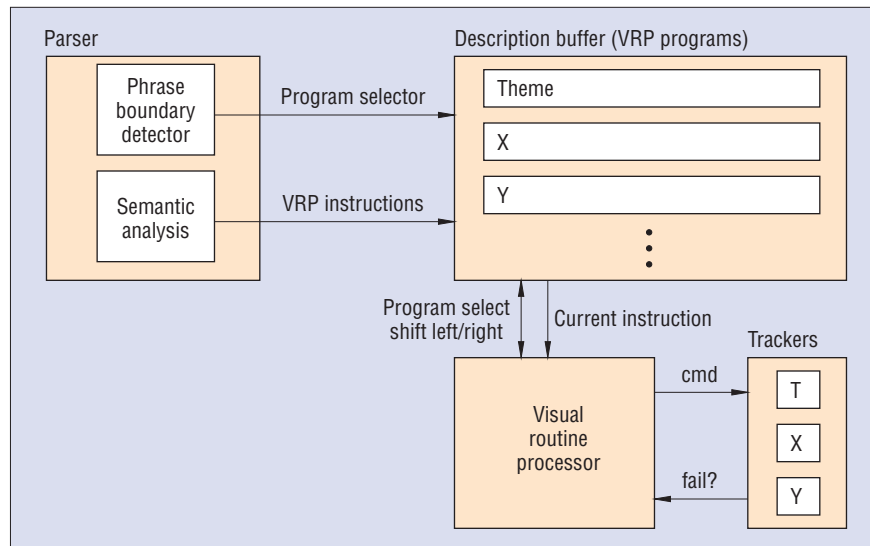 Parser
Description buffer (VRP programs)
Phrase
boundary
detector
Program selector
Theme
X
Y
Semantic
analysis
VRP instructions
Program select
shift left/right
Current instruction
Trackers
Visual
routine
processor
cmd
fail?
T
X
Y